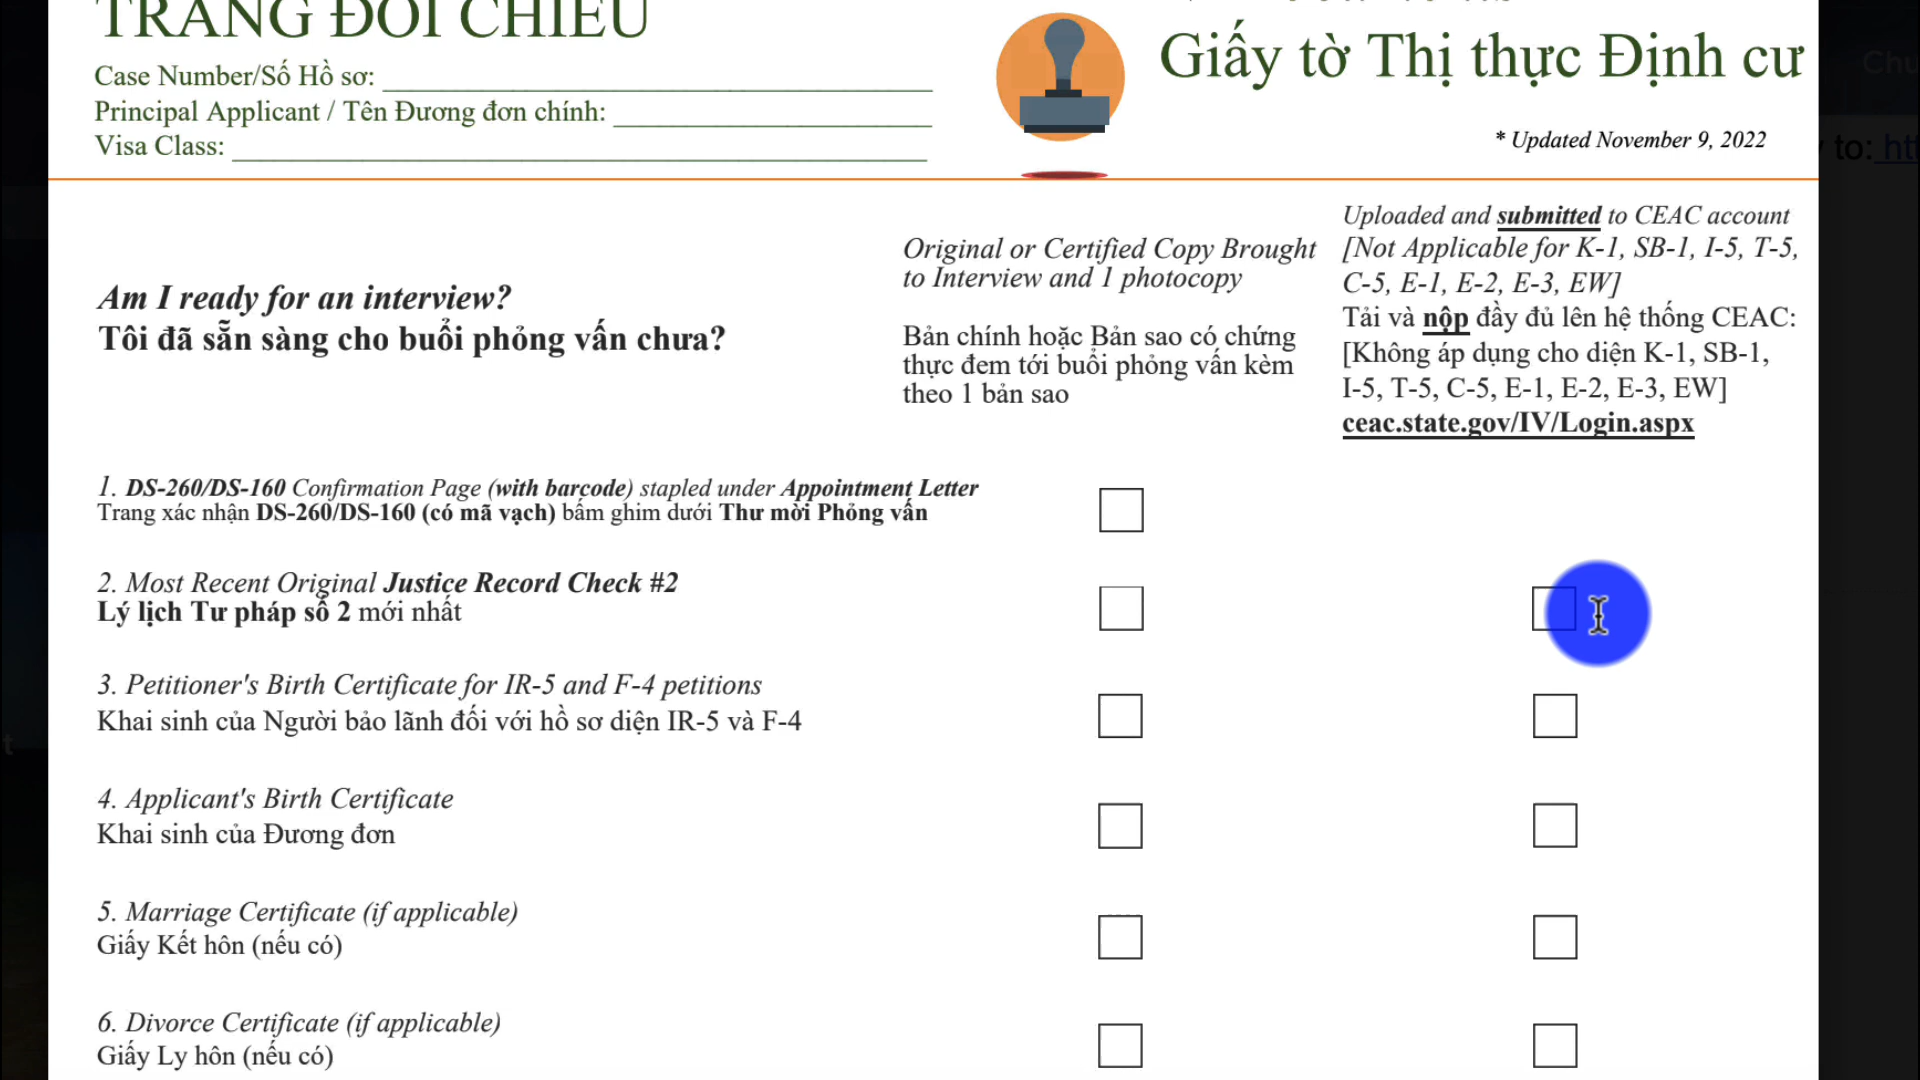 TRANG ĐỐI CHIẾU
Case Number/Số Hồ sơ:
Principal Applicant / Tên Đương đơn chính:
Visa Class:
Giấy tờ Thị thực Định cư
* Updated November 9, 2022
to: htt
Chu
Am I ready for an interview?
Tôi đã sẵn sàng cho buổi phỏng vấn chưa?
Original or Certified Copy Brought
to Interview and 1 photocopy
Bản chính hoặc Bản sao có chứng
thực đem tới buổi phỏng vấn kèm
theo 1 bản sao
Uploaded and submitted to CEAC account
[Not Applicable for K-1, SB-1, I-5, T-5,
C-5, E-1, E-2, E-3, EW]
Tải và nộp đầy đủ lên hệ thống CEAC:
[Không áp dụng cho diện K-1, SB-1,
I-5, T-5, C-5, E-1, E-2, E-3, EW]
ceac.state.gov/IV/Login.aspx
1. DS-260/DS-160 Confirmation Page (with barcode) stapled under Appointment Letter
Trang xác nhận DS-260/DS-160 (có mã vạch) bấm ghim dưới Thư mời Phỏng vấn
2. Most Recent Original Justice Record Check #2
Lý lịch Tư pháp số 2 mới nhất
3. Petitioner's Birth Certificate for IR-5 and F-4 petitions
Khai sinh của Người bảo lãnh đối với hồ sơ diện IR-5 và F-4
4. Applicant's Birth Certificate
Khai sinh của Đương đơn
5. Marriage Certificate (if applicable)
Giấy Kết hôn (nếu có)
6. Divorce Certificate (if applicable)
Giấy Ly hôn (nếu có)